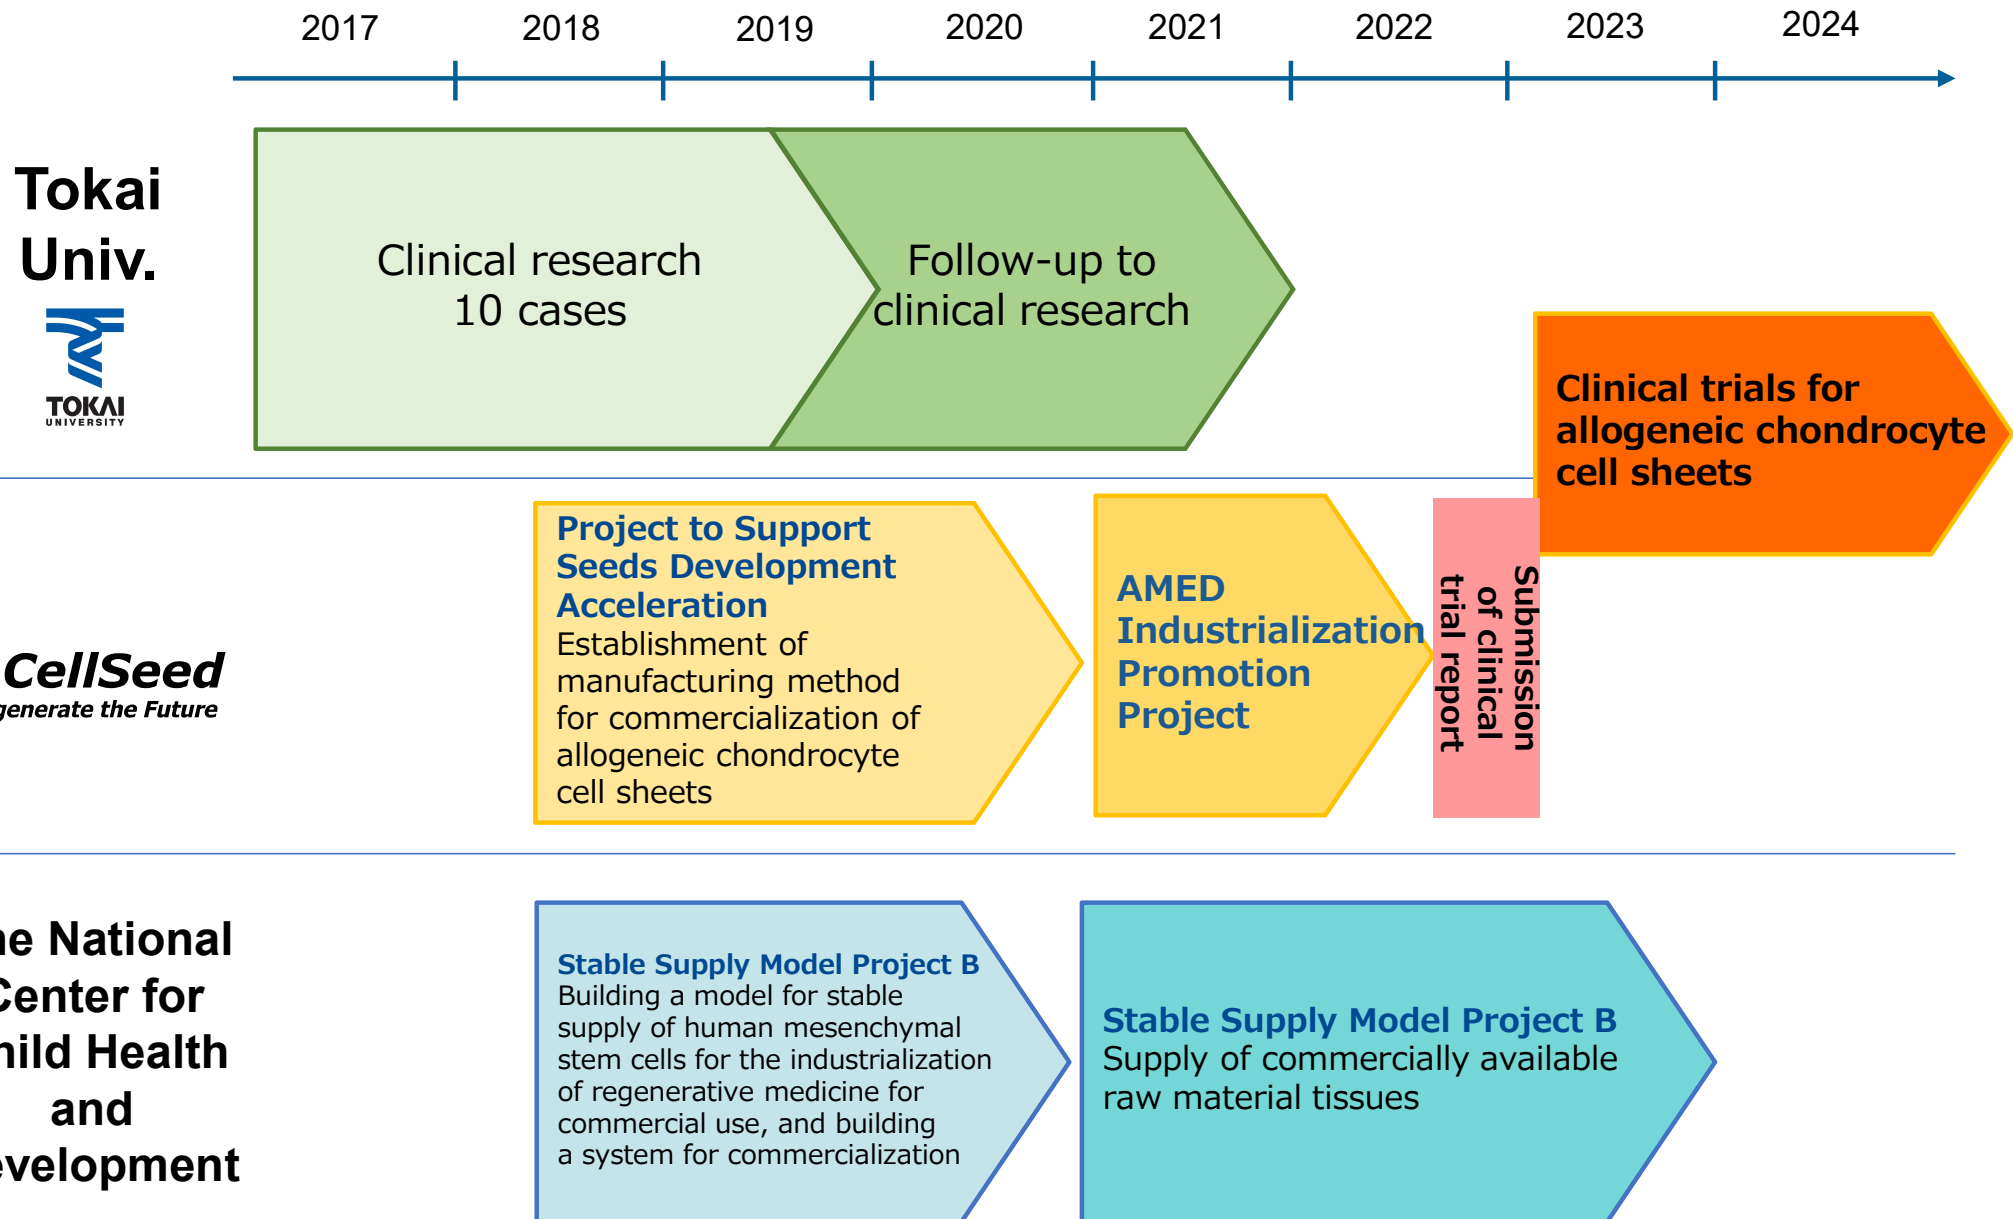 2017 2018 2019 2020 2021 2022 2023 2024
Tokai
Univ.
TOKAI
UNIVERSITY
Clinical research
10 cases
Follow-up to
clinical research
Clinical trials for
allogeneic chondrocyte
cell sheets
CellSeed
generate the Future
Project to Support
Seeds Development
Acceleration
Establishment of
manufacturing method
for commercialization of
allogeneic chondrocyte
cell sheets
AMED
Industrialization
Promotion
Project
Submission
of clinical
trial report
National
Center for
Health
and
Stable Supply Model Project B
Building a model for stable
supply of human mesenchymal
stem cells for the industrialization
of regenerative medicine for
commercial use, and building
a system for commercialization
Stable Supply Model Project B
Supply of commercially available
raw material tissues